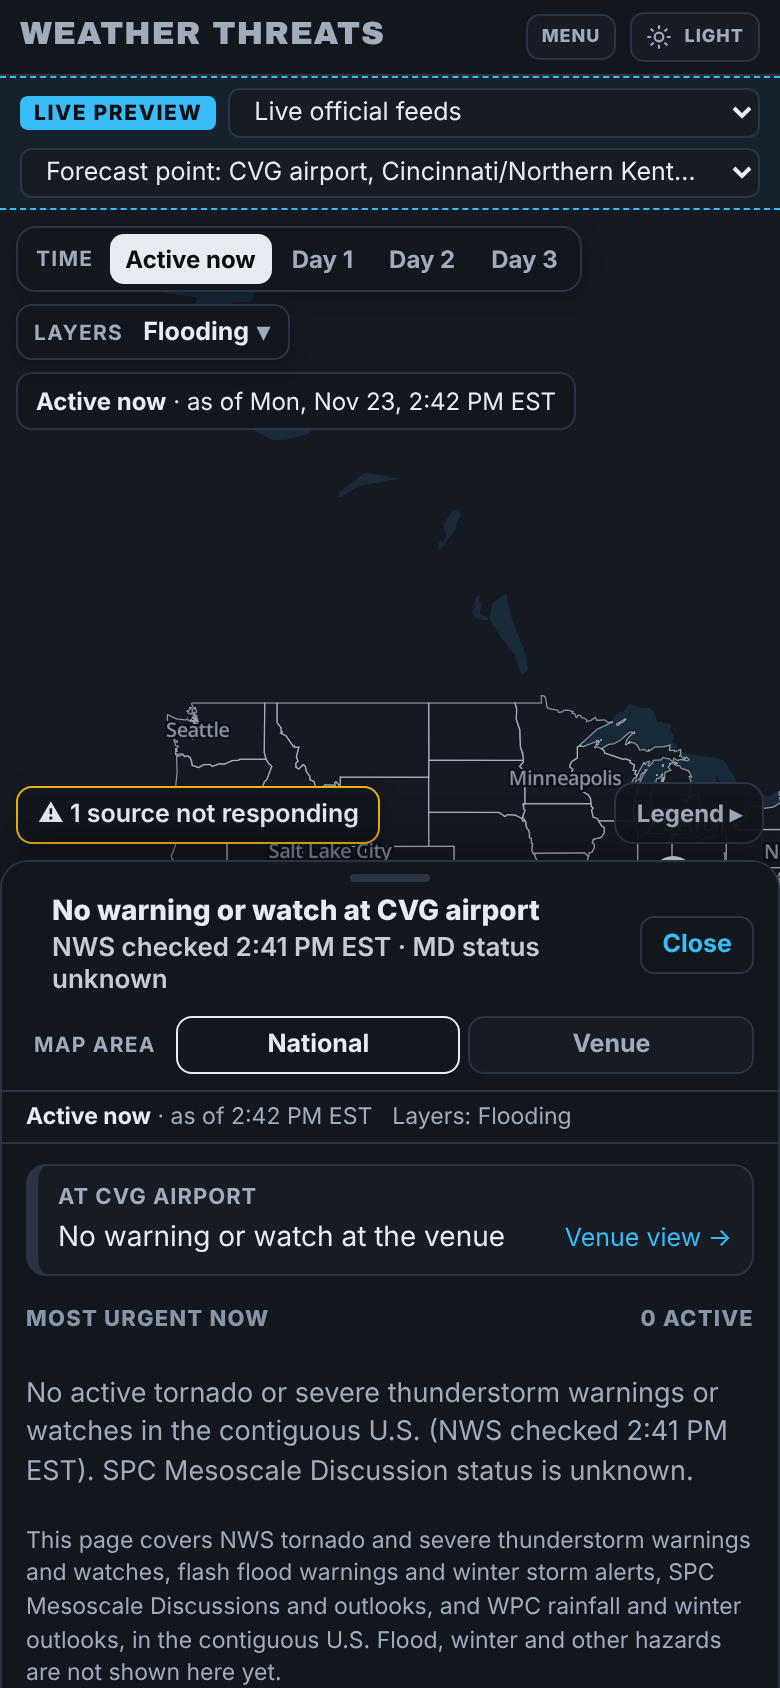 WEATHER THREATS
MENU
LIGHT
LIVE PREVIEW
Live official feeds
Forecast point: CVG airport, Cincinnati/Northern Kent...
TIME
Active now
Day 1
Day 2
Day 3
LAYERS Flooding ▾
Active now · as of Mon, Nov 23, 2:42 PM EST
Seattle
Minneapolis
⚠ 1 source not responding
Legend ▸
Salt Lake City
N
No warning or watch at CVG airport
NWS checked 2:41 PM EST · MD status
unknown
Close
MAP AREA
National
Venue
Active now · as of 2:42 PM EST Layers: Flooding
AT CVG AIRPORT
No warning or watch at the venue
Venue view →
MOST URGENT NOW
0 ACTIVE
No active tornado or severe thunderstorm warnings or
watches in the contiguous U.S. (NWS checked 2:41 PM
EST). SPC Mesoscale Discussion status is unknown.
This page covers NWS tornado and severe thunderstorm warnings
and watches, flash flood warnings and winter storm alerts, SPC
Mesoscale Discussions and outlooks, and WPC rainfall and winter
outlooks, in the contiguous U.S. Flood, winter and other hazards
are not shown here yet.